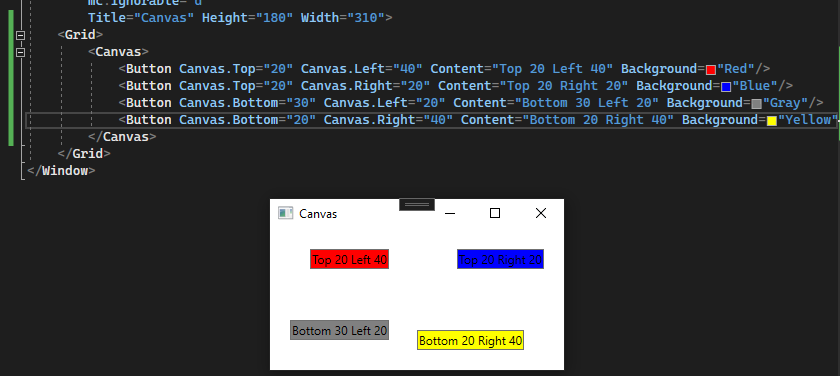 mc:Ignorable="d"
Title="Canvas" Height="180" Width="310">
<Grid>
<Canvas>
<Button Canvas.Top="20" Canvas.Left="40" Content="Top 20 Left 40" Background="Red"/>
<Button Canvas.Top="20" Canvas.Right="20" Content="Top 20 Right 20" Background="Blue"/>
<Button Canvas.Bottom="30" Canvas.Left="20" Content="Bottom 30 Left 20" Background="Gray"/>
<Button Canvas.Bottom="20" Canvas.Right="40" Content="Bottom 20 Right 40" Background="Yellow"
</Canvas>
</Grid>
</Window>
Canvas
Top 20 Left 40
Top 20 Right 20
Bottom 30 Left 20
Bottom 20 Right 40